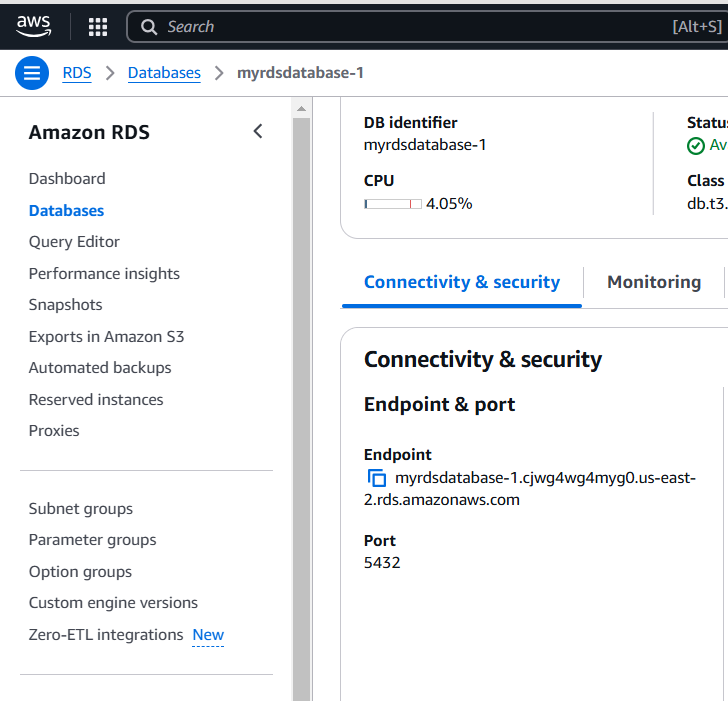 aws
Search
[Alt+S]
RDS
Databases
myrdsdatabase-1
Amazon RDS
Dashboard
Databases
Query Editor
Performance insights
Snapshots
Exports in Amazon S3
Automated backups
Reserved instances
Proxies
Subnet groups
Parameter groups
Option groups
Custom engine versions
Zero-ETL integrations New
DB identifier
myrdsdatabase-1
CPU
4.05%
Status
Av
Class
db.t3.
Connectivity & security
Monitoring
Connectivity & security
Endpoint & port
Endpoint
myrdsdatabase-1.cjwg4wg4myg0.us-east-
2.rds.amazonaws.com
Port
5432